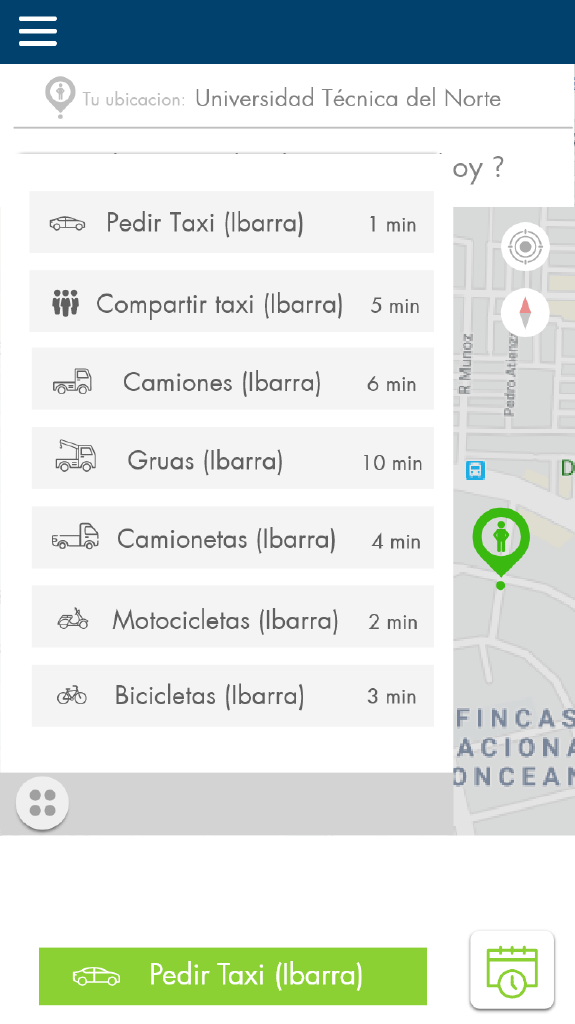 Tu ubicacion: Universidad Técnica del Norte
oy ?
Pedir Taxi (Ibarra) 1 min
Compartir taxi (Ibarra) 5 min
Camiones (Ibarra) 6 min
Gruas (Ibarra) 10 min
Camionetas (Ibarra) 4 min
Motocicletas (Ibarra) 2 min
Bicicletas (Ibarra) 3 min
R Munoz
Pedro Atienz
D
FINCAS
ACIONA
ONCEAN
Pedir Taxi (Ibarra)